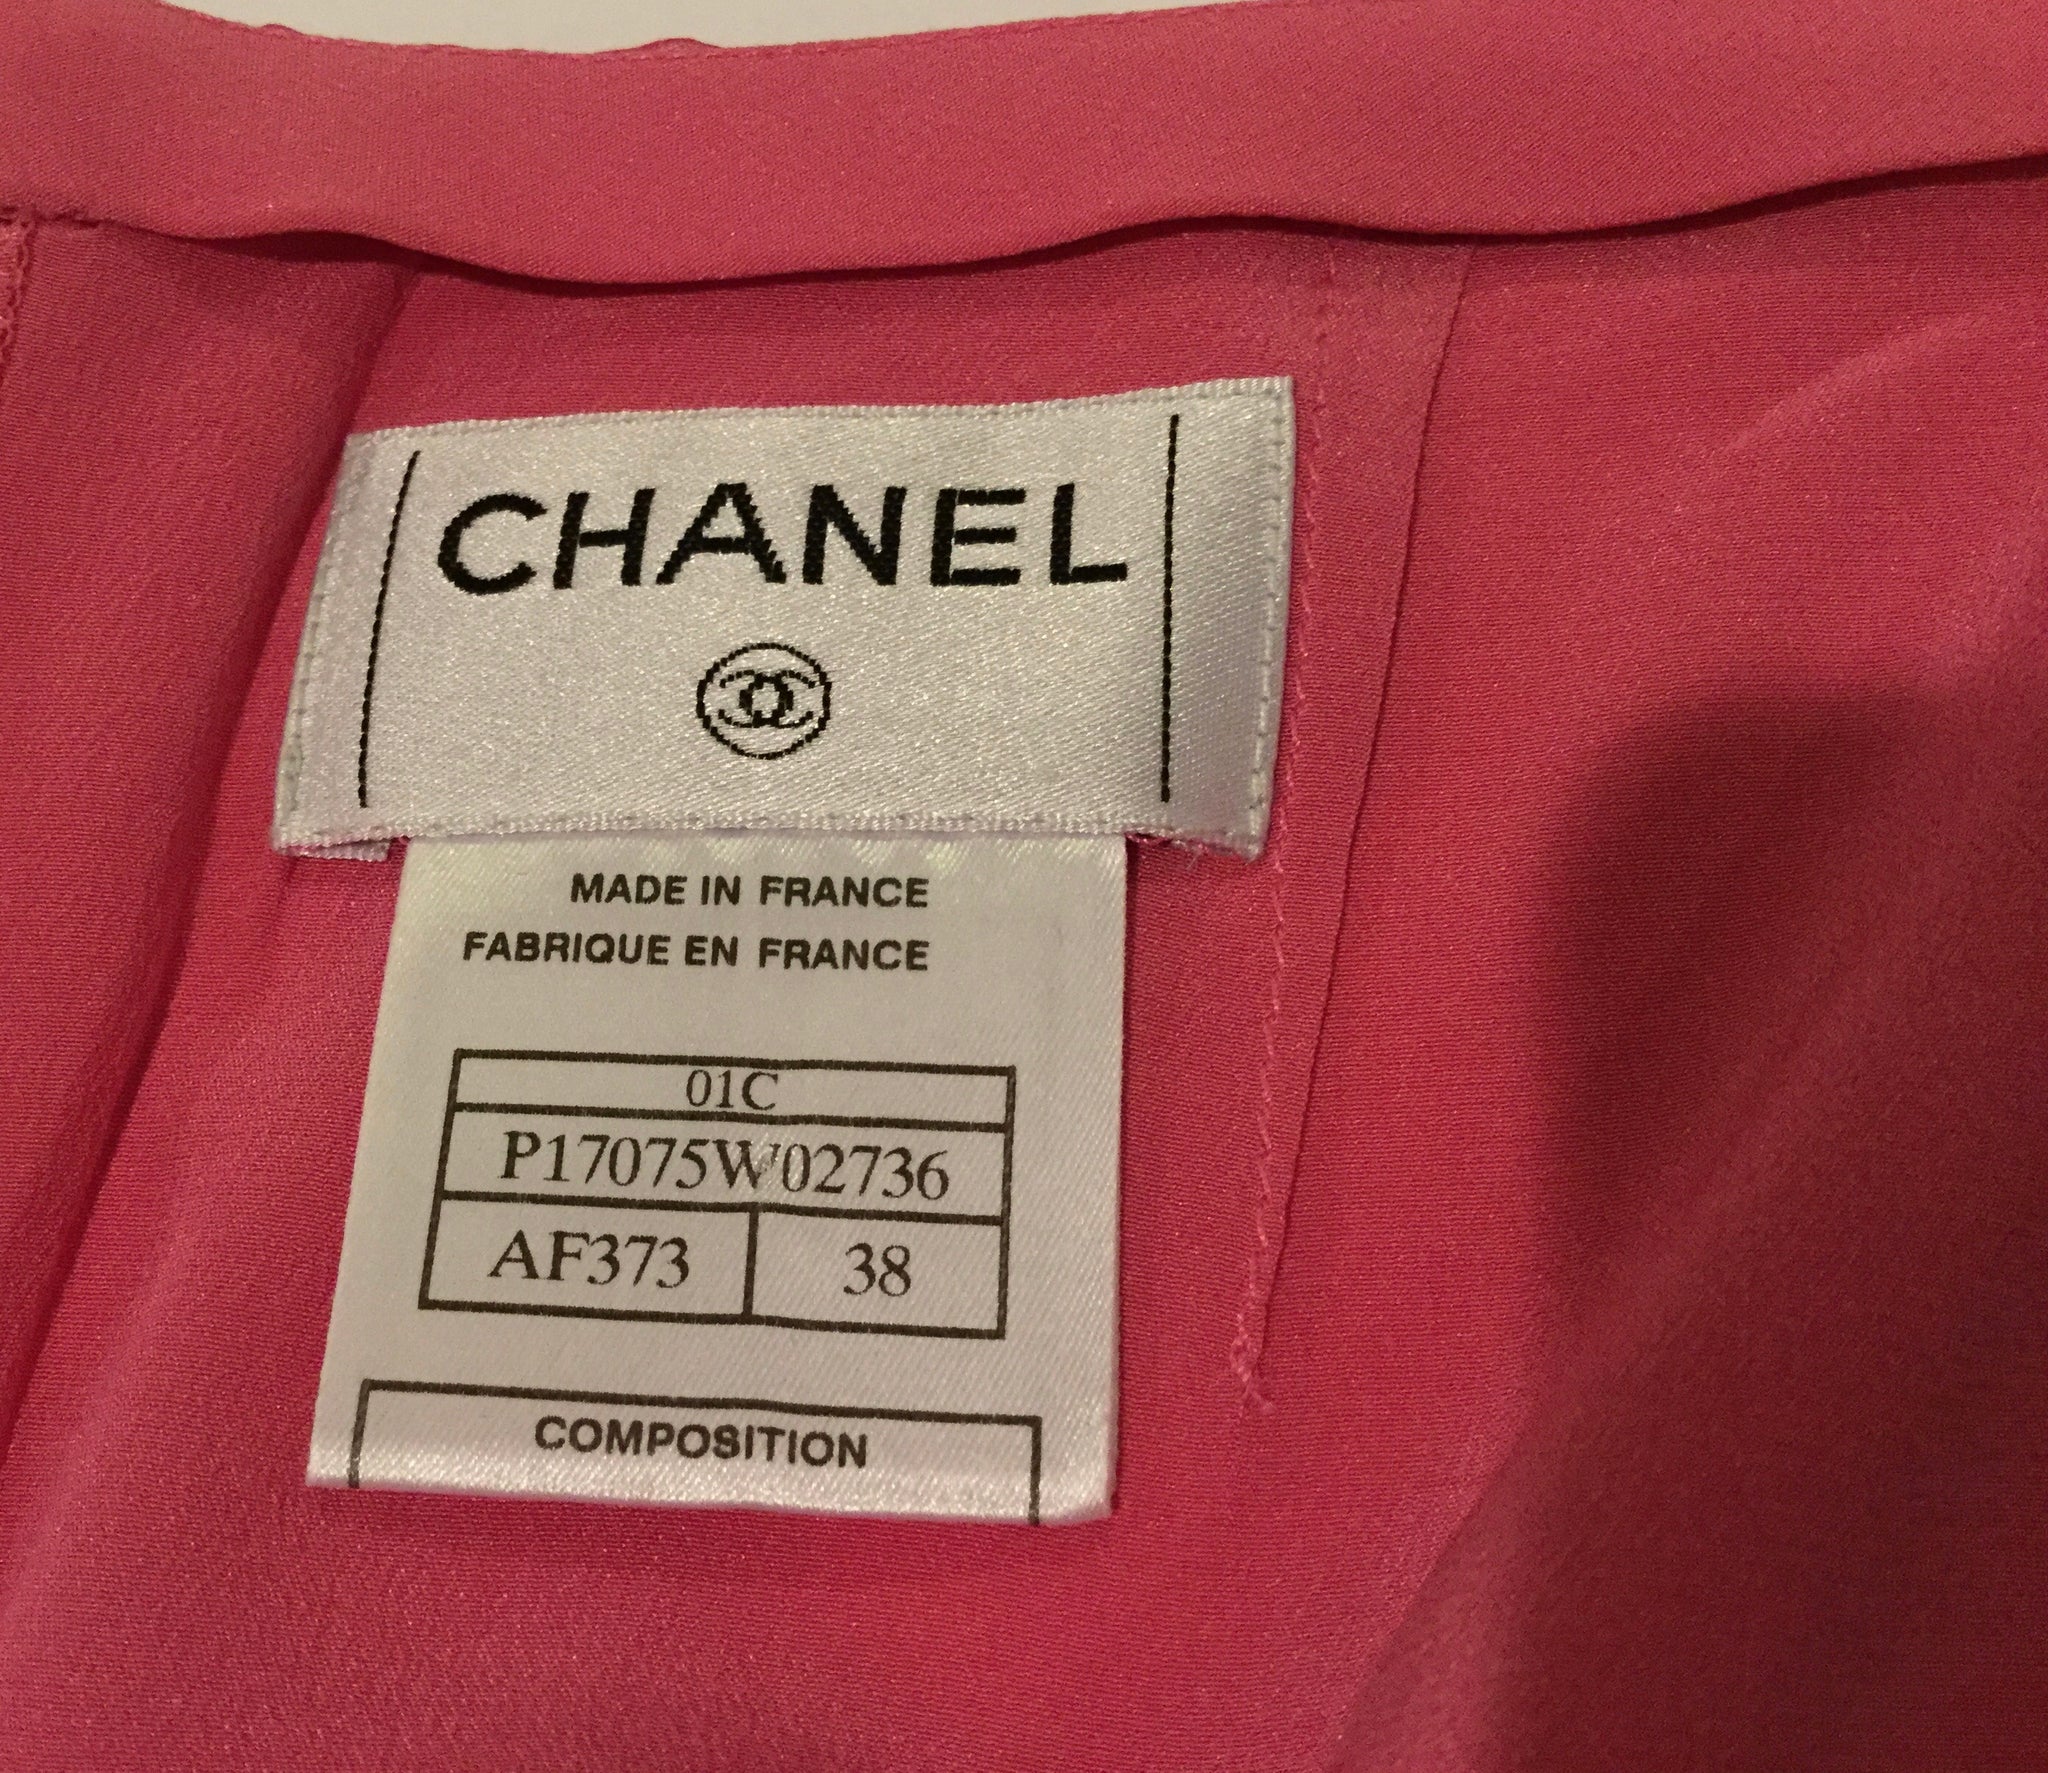 CHANEL
MADE IN FRANCE
FABRIQUE EN FRANCE
01C
P17075W02736
AF373 38
COMPOSITION